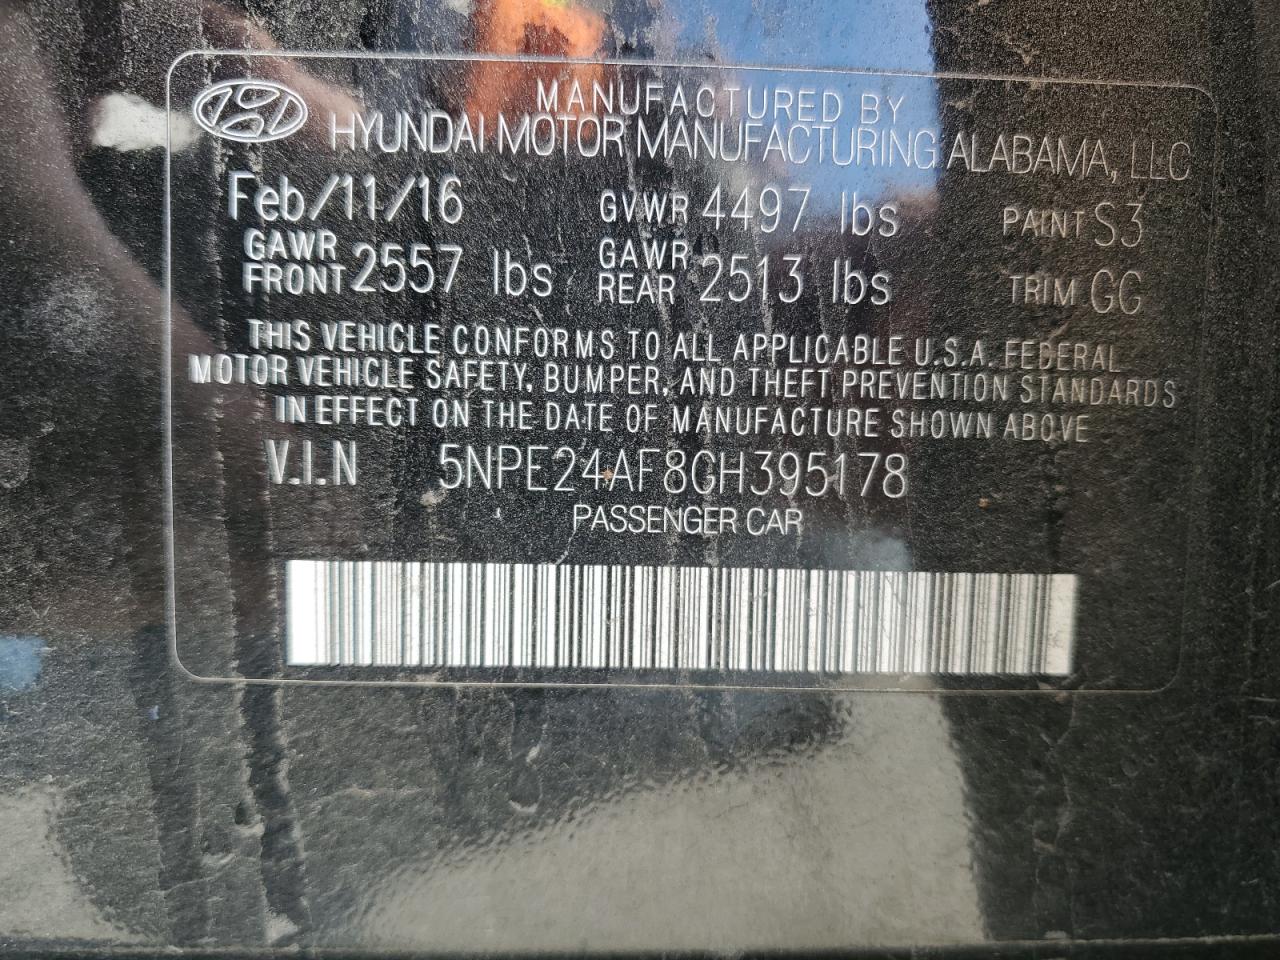 MANUFACTURED BY
HYUNDAI MOTOR MANUFACTURING ALABAMA, LLC
Feb/11/16 GVWR 4497 lbs PAINT S3
GAWR FRONT 2557 lbs GAWR REAR 2513 lbs TRIM GG
THIS VEHICLE CONFORMS TO ALL APPLICABLE U.S.A. FEDERAL
MOTOR VEHICLE SAFETY, BUMPER, AND THEFT PREVENTION STANDARDS
IN EFFECT ON THE DATE OF MANUFACTURE SHOWN ABOVE
V.I.N 5NPE24AF8GH395178
PASSENGER CAR